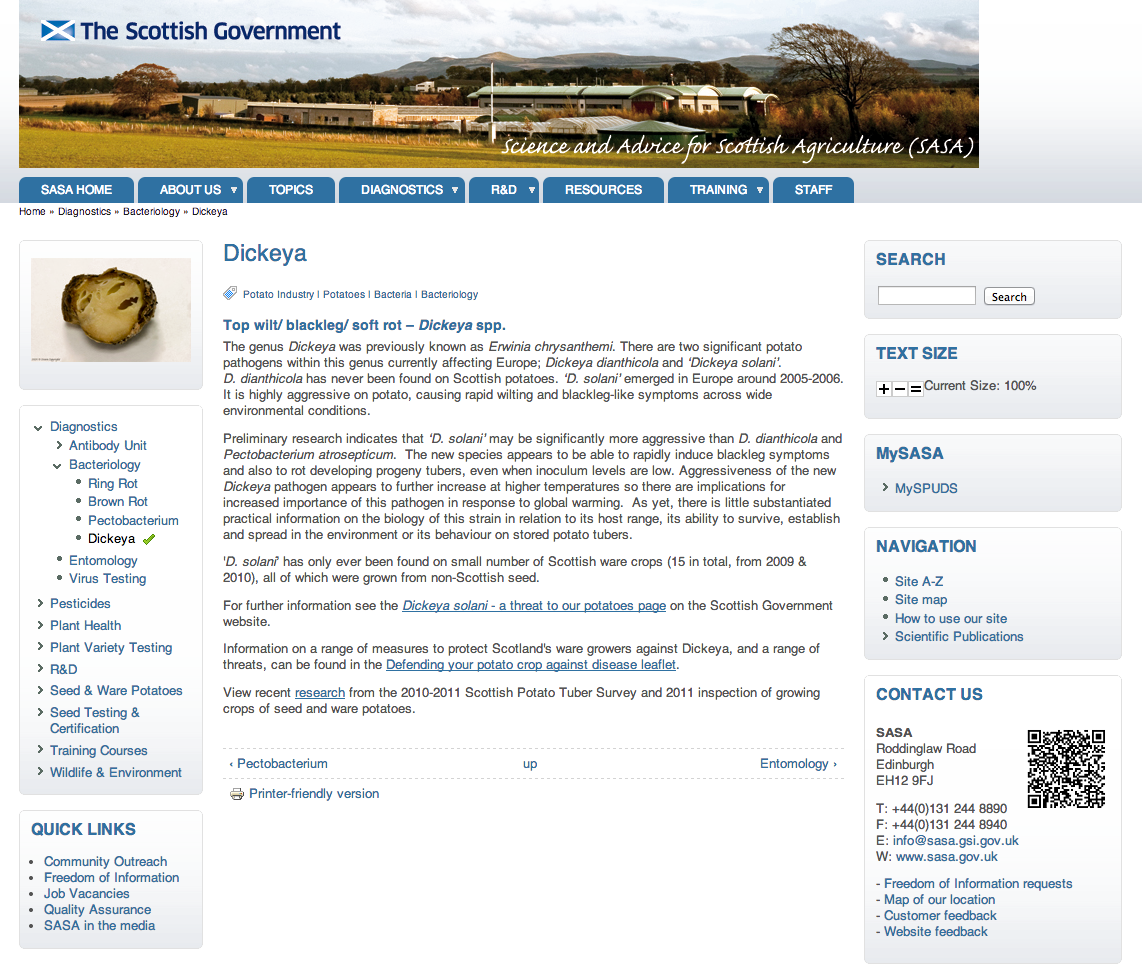 The Scottish Government
Science and Advice for Scottish Agriculture (SASA)
SASA HOME
ABOUT US
TOPICS
DIAGNOSTICS
R&D
RESOURCES
TRAINING
STAFF
Home » Diagnostics » Bacteriology » Dickeya
Diagnostics
Antibody Unit
Bacteriology
Ring Rot
Brown Rot
Pectobacterium
Dickeya
Entomology
Virus Testing
Pesticides
Plant Health
Plant Variety Testing
R&D
Seed & Ware Potatoes
Seed Testing &
Certification
Training Courses
Wildlife & Environment
QUICK LINKS
Community Outreach
Freedom of Information
Job Vacancies
Quality Assurance
SASA in the media
Dickeya
Potato Industry | Potatoes | Bacteria | Bacteriology
Top wilt/ blackleg/ soft rot – Dickeya spp.
The genus Dickeya was previously known as Erwinia chrysanthemi. There are two significant potato
pathogens within this genus currently affecting Europe; Dickeya dianthicola and ‘Dickeya solani’.
D. dianthicola has never been found on Scottish potatoes. ‘D. solani’ emerged in Europe around 2005-2006.
It is highly aggressive on potato, causing rapid wilting and blackleg-like symptoms across wide
environmental conditions.
Preliminary research indicates that ‘D. solani’ may be significantly more aggressive than D. dianthicola and
Pectobacterium atrosepticum. The new species appears to be able to rapidly induce blackleg symptoms
and also to rot developing progeny tubers, even when inoculum levels are low. Aggressiveness of the new
Dickeya pathogen appears to further increase at higher temperatures so there are implications for
increased importance of this pathogen in response to global warming. As yet, there is little substantiated
practical information on the biology of this strain in relation to its host range, its ability to survive, establish
and spread in the environment or its behaviour on stored potato tubers.
'D. solani' has only ever been found on small number of Scottish ware crops (15 in total, from 2009 &
2010), all of which were grown from non-Scottish seed.
For further information see the Dickeya solani - a threat to our potatoes page on the Scottish Government
website.
Information on a range of measures to protect Scotland's ware growers against Dickeya, and a range of
threats, can be found in the Defending your potato crop against disease leaflet.
View recent research from the 2010-2011 Scottish Potato Tuber Survey and 2011 inspection of growing
crops of seed and ware potatoes.
‹ Pectobacterium
up
Entomology ›
Printer-friendly version
SEARCH
Search
TEXT SIZE
+ − = Current Size: 100%
MySASA
MySPUDS
NAVIGATION
Site A-Z
Site map
How to use our site
Scientific Publications
CONTACT US
SASA
Roddinglaw Road
Edinburgh
EH12 9FJ
T: +44(0)131 244 8890
F: +44(0)131 244 8940
E: info@sasa.gsi.gov.uk
W: www.sasa.gov.uk
- Freedom of Information requests
- Map of our location
- Customer feedback
- Website feedback